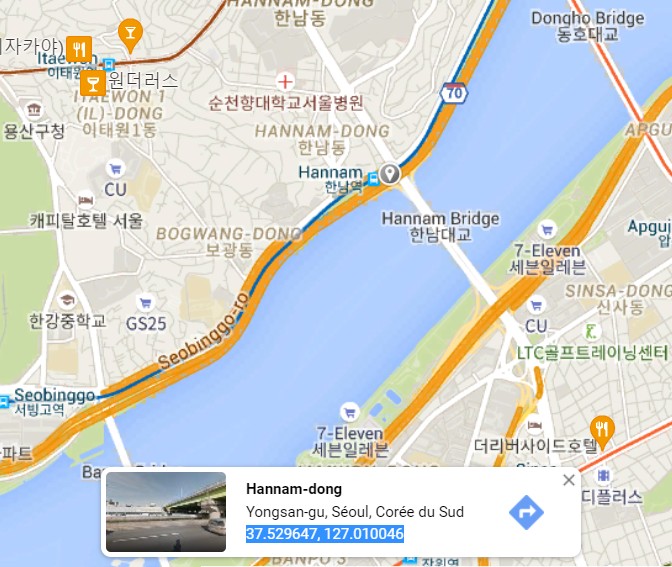 HANNAM-DONG
한남동
Dongho Bridge
동호대교
이자카야)
Itaewon
이태원역
원더러스
70
순천향대학교서울병원
ITAEWON 1
(IL)-DONG
이태원1동
용산구청
HANNAM-DONG
한남동
APGU
CU
Hannam
한남역
캐피탈호텔 서울
Hannam Bridge
한남대교
BOGWANG-DONG
보광동
Apguj
압
7-Eleven
세븐일레븐
SINSA-DONG
신사동
한강중학교
GS25
CU
Seobinggo-ro
LTC골프트레이닝센터
Seobinggo
서빙고역
7-Eleven
세븐일레븐
더리버사이드호텔
파트
Hannam-dong
Yongsan-gu, Séoul, Corée du Sud
37.529647, 127.010046
디플러스
BANPO
잠원역